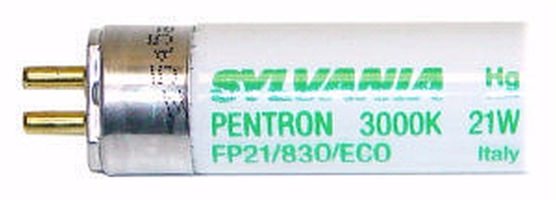 SYLVANIA Hg
PENTRON 3000K 21W
FP21/830/ECO Italy